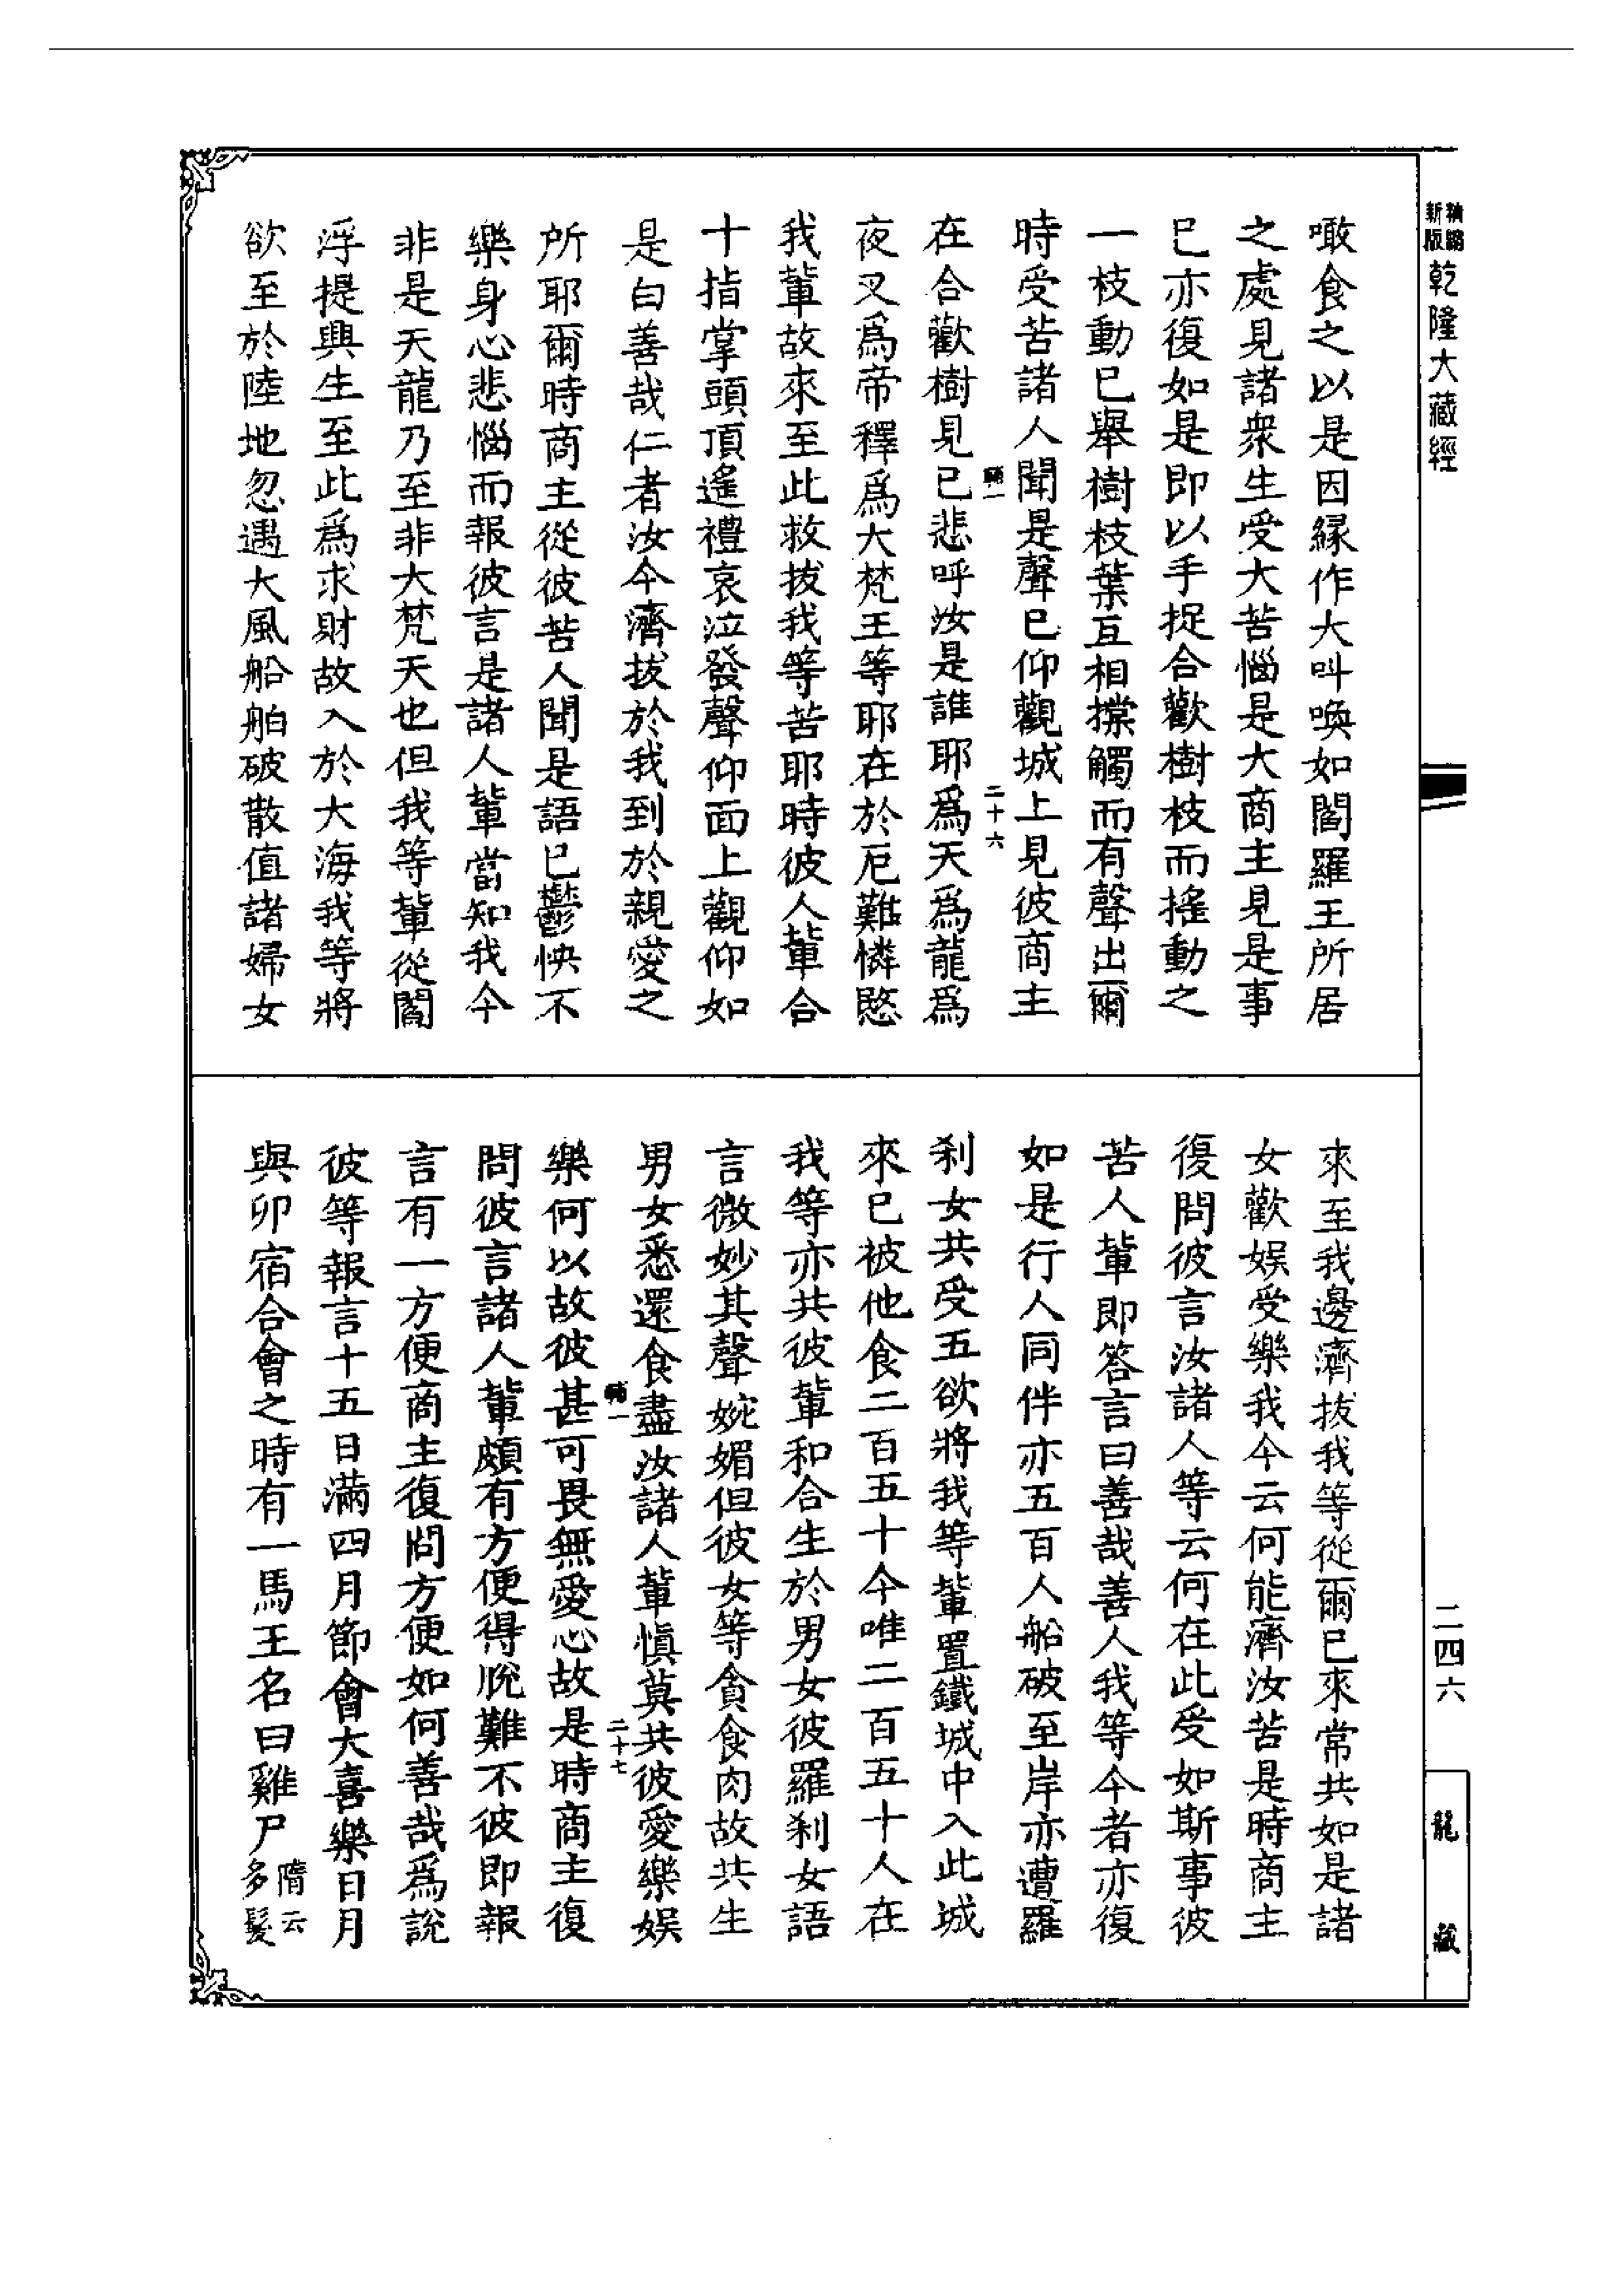 精編新版
乾隆大藏經
二四六
龍藏
噉食之以是因緣作大叫喚如閻羅王所居
之處見諸衆生受大苦惱是大商主見是事
已亦復如是即以手捉合歡樹枝而搖動之
一枝動已舉樹枝葉互相摚觸而有聲出爾
時受苦諸人聞是聲已仰觀城上見彼商主
輔一
二十六
在合歡樹見已悲呼汝是誰耶爲天爲龍爲
夜叉爲帝釋爲大梵王等耶在於厄難憐愍
我輩故來至此救拔我等苦耶時彼人輩合
十指掌頭頂遙禮哀泣發聲仰面上觀仰如
是白善哉仁者汝今濟拔於我到於親愛之
所耶爾時商主從彼苦人聞是語已鬱怏不
樂身心悲惱而報彼言是諸人輩當知我今
非是天龍乃至非大梵天也但我等輩從閻
浮提興生至此爲求財故入於大海我等將
欲至於陸地忽遇大風船舶破散值諸婦女
來至我邊濟拔我等從爾已來常共如是諸
女歡娛受樂我今云何能濟汝苦是時商主
復問彼言汝諸人等云何在此受如斯事彼
苦人輩即答言曰善哉善人我等今者亦復
如是行人同伴亦五百人船破至岸亦遭羅
刹女共受五欲將我等輩置鐵城中入此城
來已被他食二百五十今唯二百五十人在
我等亦共彼輩和合生於男女彼羅刹女語
言微妙其聲婉媚但彼女等貪食肉故共生
男女悉還食盡汝諸人輩愼莫共彼愛樂娛
輔一
二十七
樂何以故彼甚可畏無愛心故是時商主復
問彼言諸人輩頗有方便得脫難不彼即報
言有一方便商主復問方便如何善哉爲說
彼等報言十五日滿四月節會大喜樂日月
與卯宿合會之時有一馬王名曰雞尸隋云多髮